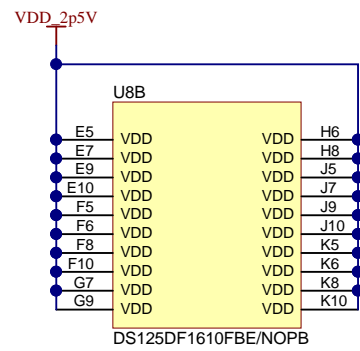 VDD_2p5V
U8B
E5 VDD VDD H6
E7 VDD VDD H8
E9 VDD VDD J5
E10 VDD VDD J7
F5 VDD VDD J9
F6 VDD VDD J10
F8 VDD VDD K5
F10 VDD VDD K6
G7 VDD VDD K8
G9 VDD VDD K10
DS125DF1610FBE/NOPB